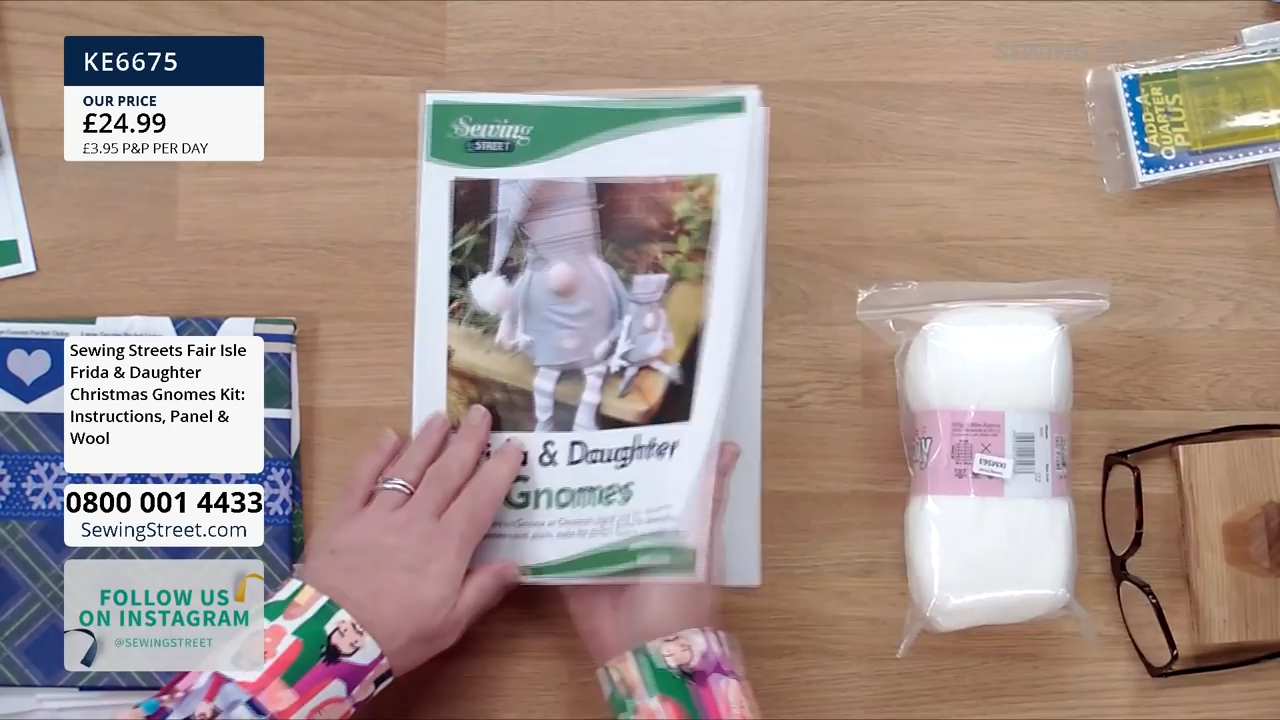 KE6675
OUR PRICE
£24.99
£3.95 P&P PER DAY
Sewing Streets Fair Isle
Frida & Daughter
Christmas Gnomes Kit:
Instructions, Panel &
Wool
0800 001 4433
SewingStreet.com
FOLLOW US
ON INSTAGRAM
@SEWINGSTREET
Sewing
STREET
& Daughter
Gnomes
SEWING STREET
ADD-A-
QUARTER
PLUS